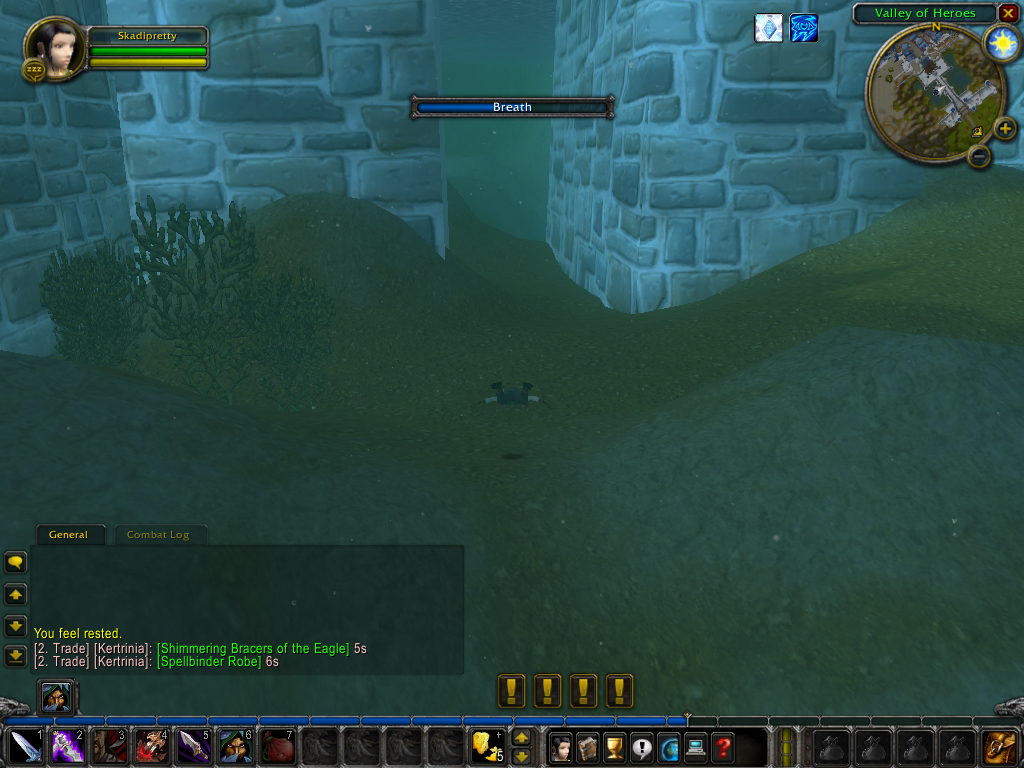 Skadipretty
zzz
Breath
Valley of Heroes
N
General
Combat Log
You feel rested.
[2. Trade] [Kertrinia]: [Shimmering Bracers of the Eagle] 5s
[2. Trade] [Kertrinia]: [Spellbinder Robe] 6s
1 2 3 4 5 6 7 5